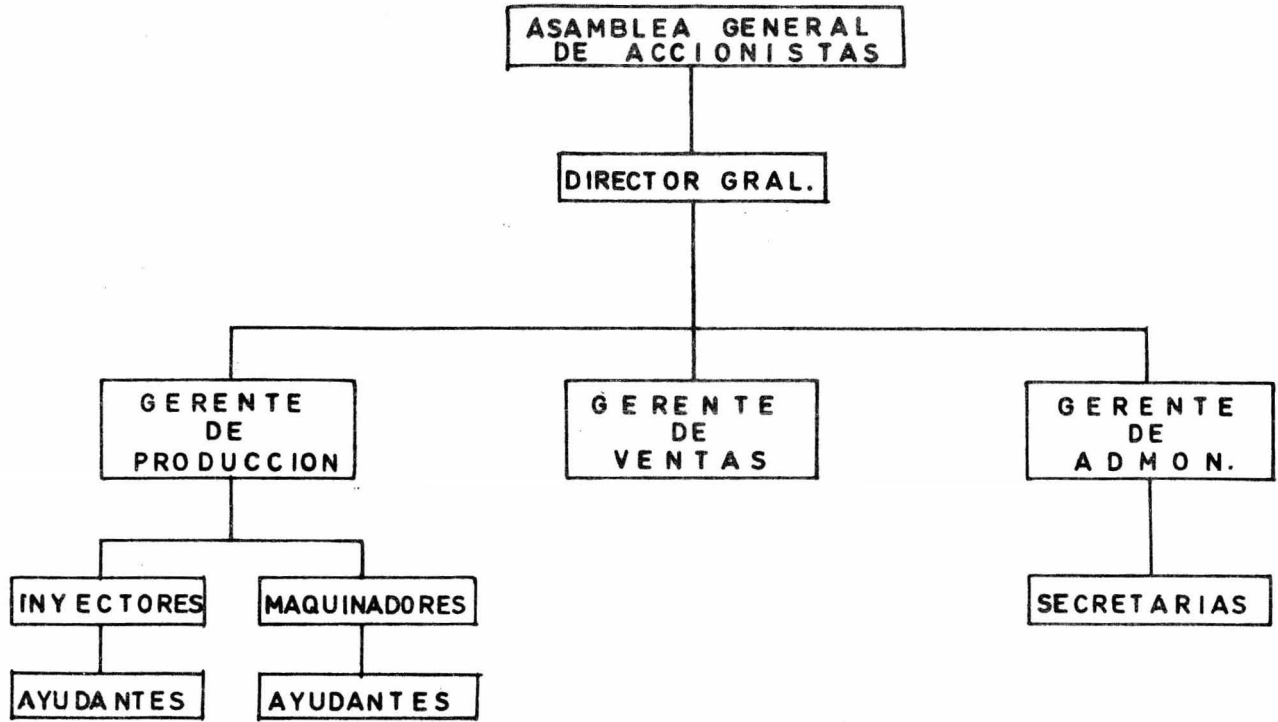 ASAMBLEA GENERAL
DE ACCIONISTAS
DIRECTOR GRAL.
GERENTE
DE
PRODUCCION
GERENTE
DE
VENTAS
GERENTE
DE
ADMON.
INYECTORES
MAQUINADORES
SECRETARIAS
AYUDANTES
AYUDANTES